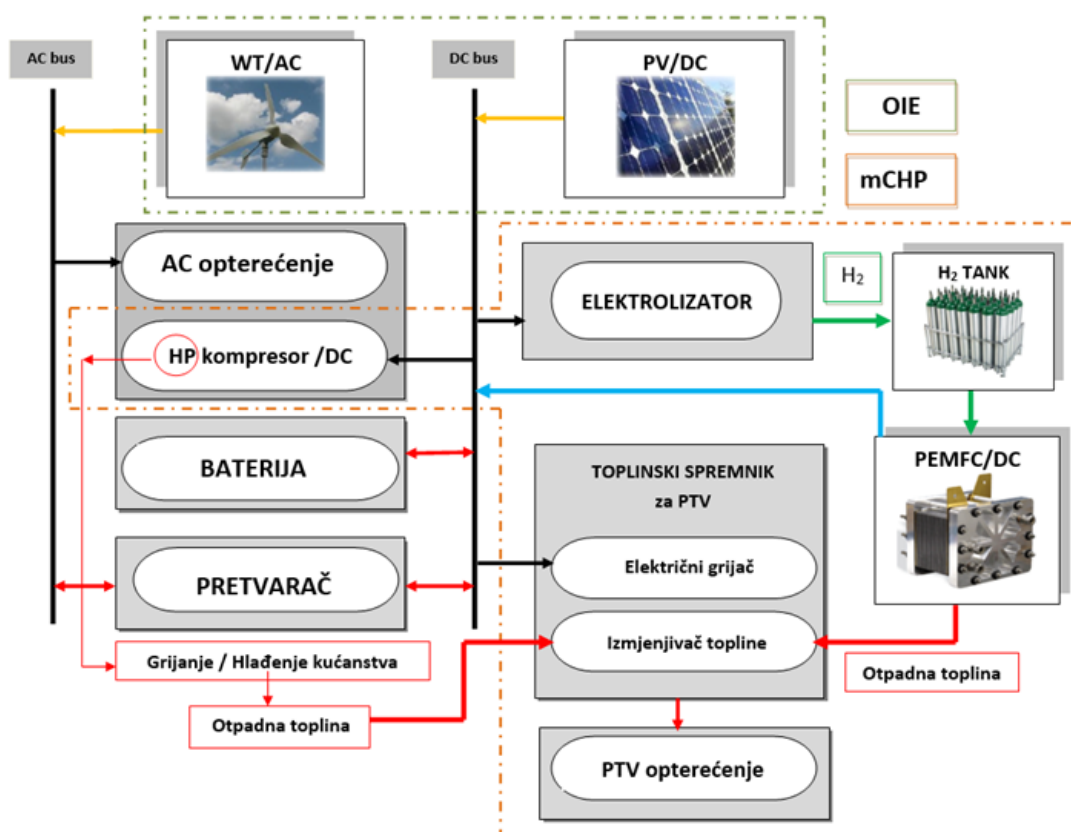 AC bus
WT/AC
DC bus
PV/DC
OIE
mCHP
AC opterećenje
HP kompresor /DC
ELEKTROLIZATOR
H₂
H₂ TANK
BATERIJA
TOPLINSKI SPREMNIK
za PTV
PEMFC/DC
Električni grijač
PRETVARAČ
Izmjenjivač topline
Grijanje / Hlađenje kućanstva
Otpadna toplina
Otpadna toplina
PTV opterećenje